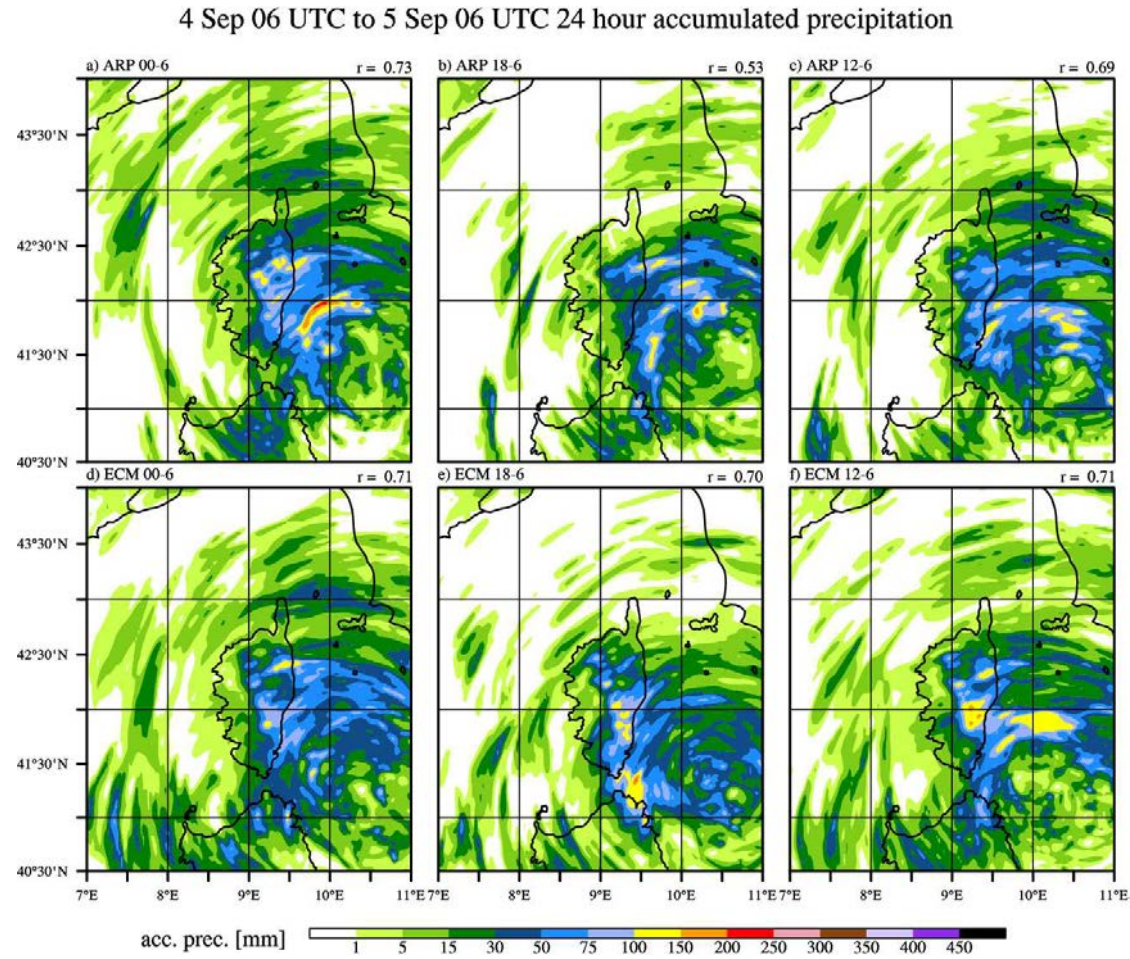 4 Sep 06 UTC to 5 Sep 06 UTC 24 hour accumulated precipitation
a) ARP 00-6 r = 0.73 b) ARP 18-6 r = 0.53 c) ARP 12-6 r = 0.69
43°30'N
42°30'N
41°30'N
40°30'N
d) ECM 00-6 r = 0.71 e) ECM 18-6 r = 0.70 f) ECM 12-6 r = 0.71
43°30'N
42°30'N
41°30'N
40°30'N
7°E 8°E 9°E 10°E 11°E 7°E 8°E 9°E 10°E 11°E 7°E 8°E 9°E 10°E 11°E
acc. prec. [mm]
1 5 15 30 50 75 100 150 200 250 300 350 400 450